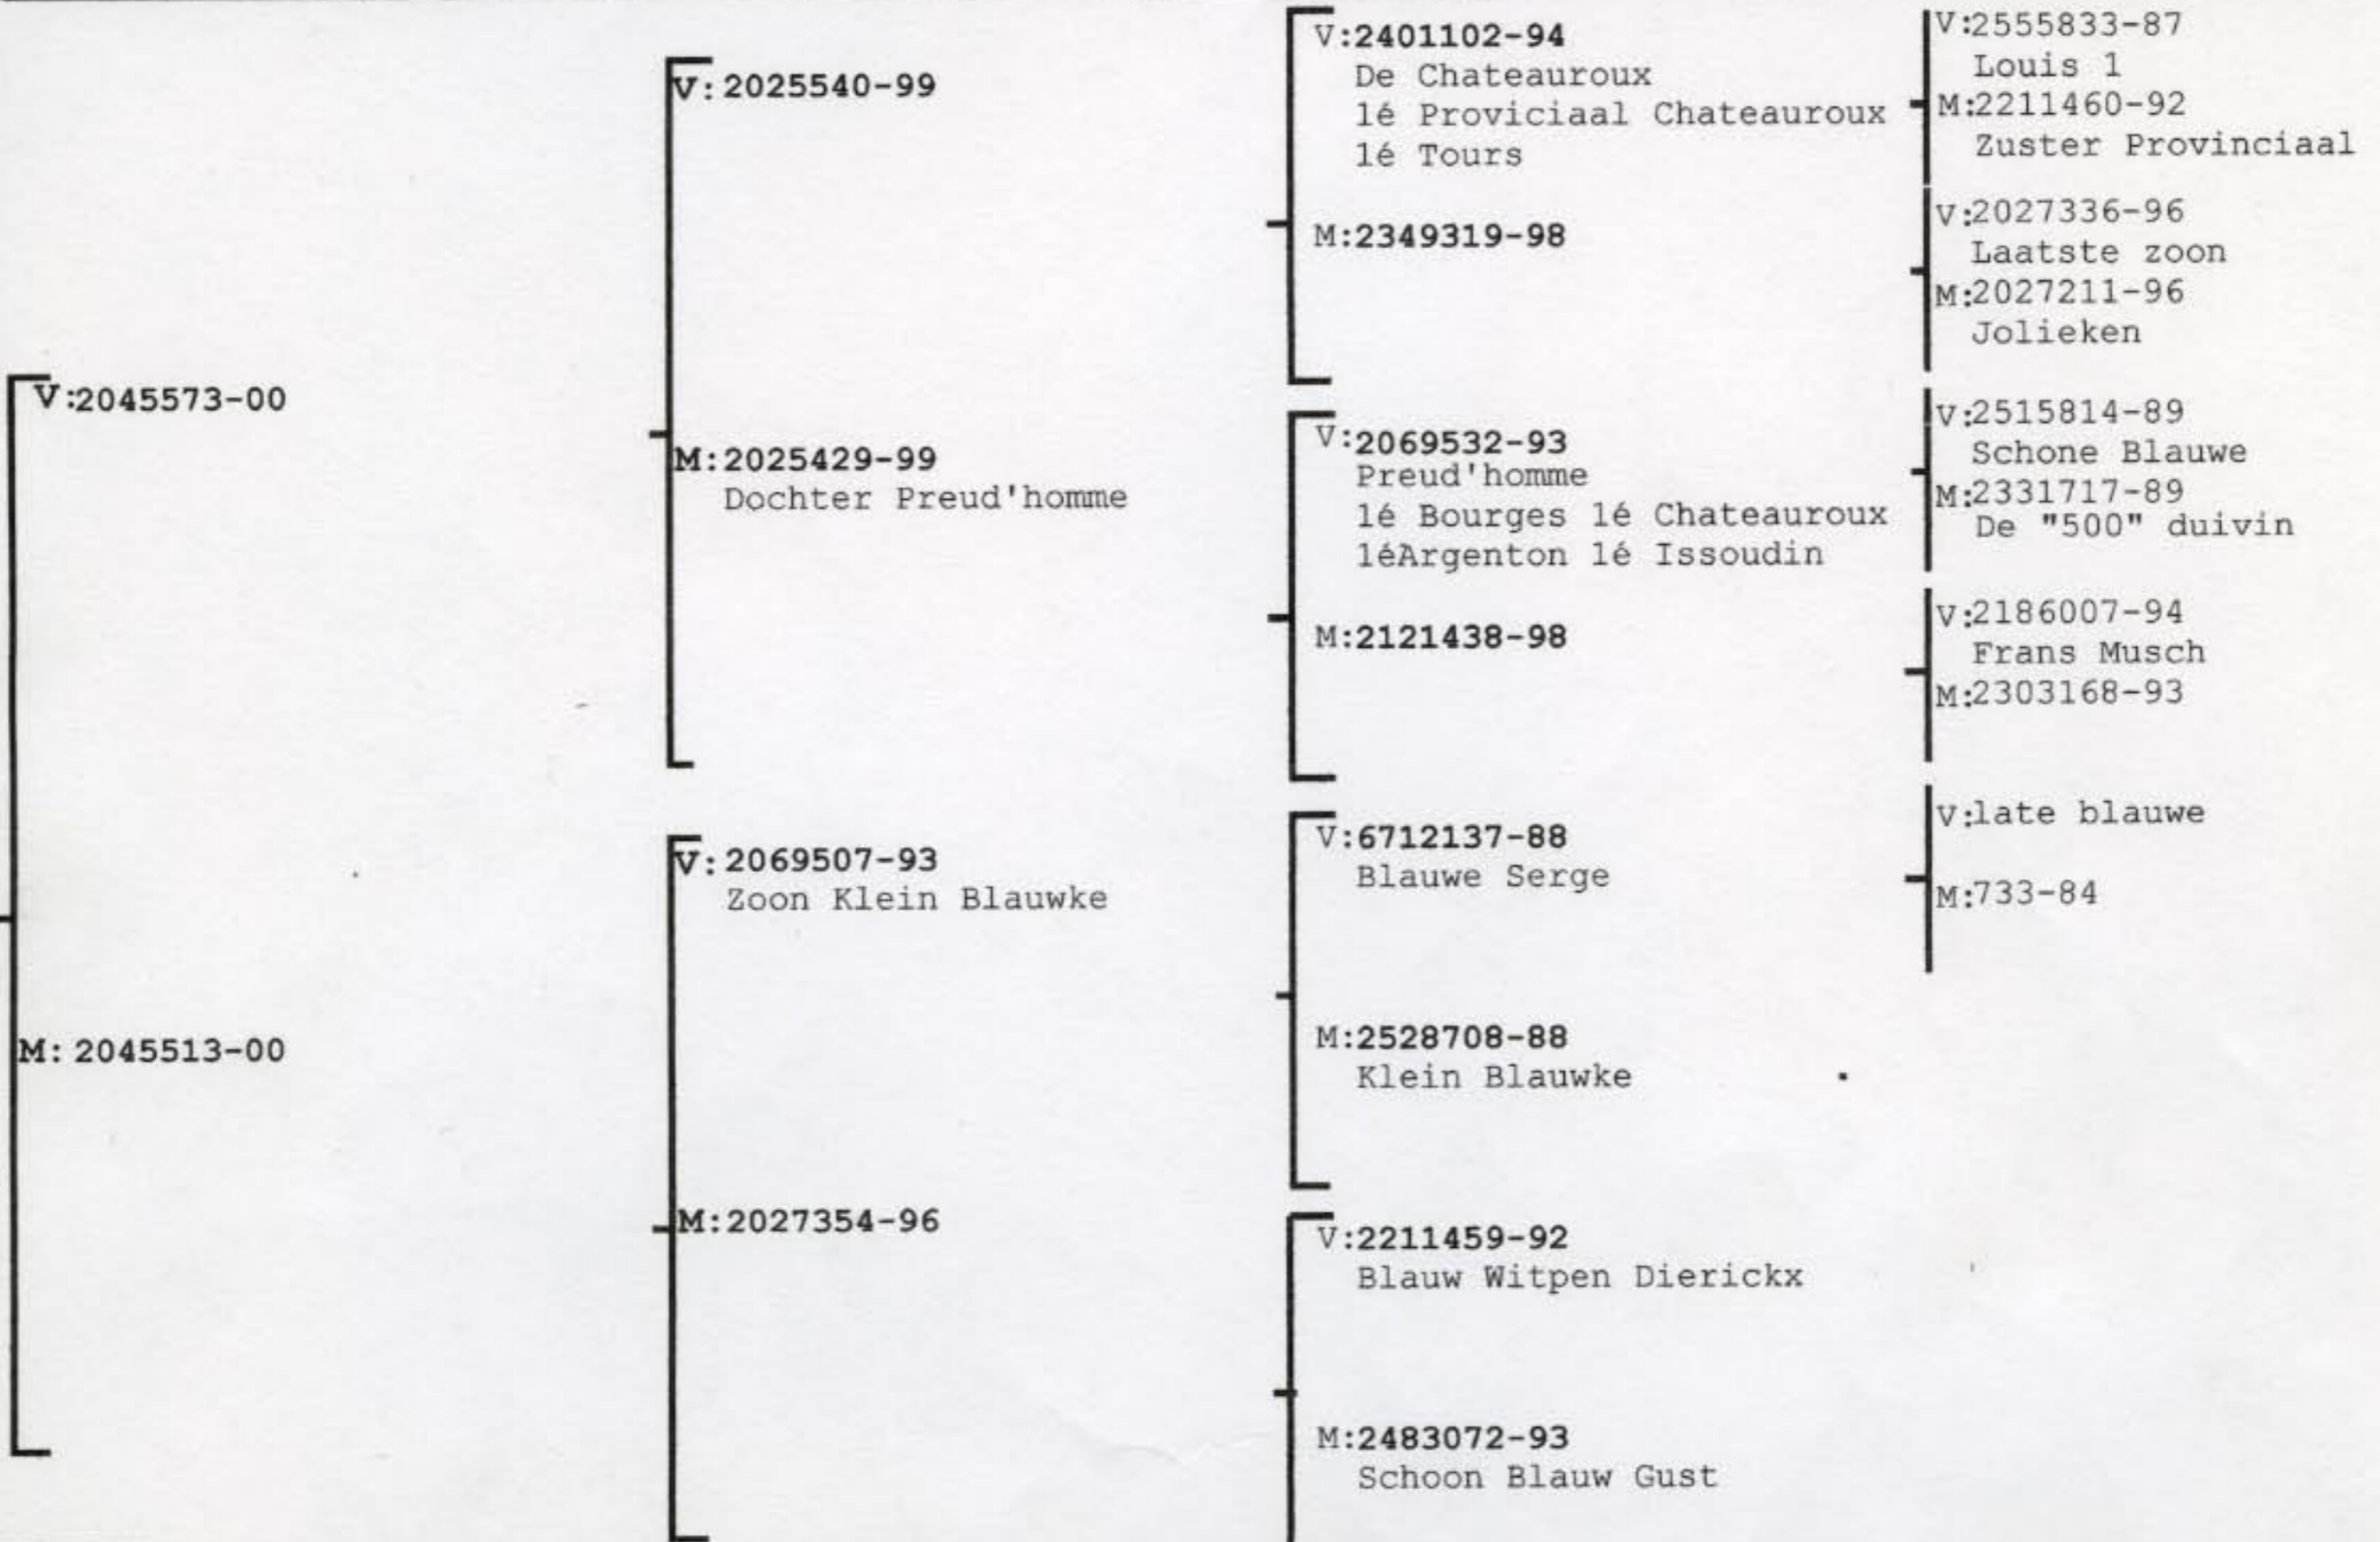 V:2045573-00
M: 2045513-00
V: 2025540-99
M:2025429-99
Dochter Preud'homme
V: 2069507-93
Zoon Klein Blauwke
M:2027354-96
V:2401102-94
De Chateauroux
1é Proviciaal Chateauroux
1é Tours
M:2349319-98
V:2069532-93
Preud'homme
1é Bourges 1é Chateauroux
1éArgenton 1é Issoudin
M:2121438-98
V:6712137-88
Blauwe Serge
M:2528708-88
Klein Blauwke
V:2211459-92
Blauw Witpen Dierickx
M:2483072-93
Schoon Blauw Gust
V:2555833-87
Louis 1
M:2211460-92
Zuster Provinciaal
V:2027336-96
Laatste zoon
M:2027211-96
Jolieken
V:2515814-89
Schone Blauwe
M:2331717-89
De "500" duivin
V:2186007-94
Frans Musch
M:2303168-93
V:late blauwe
M:733-84